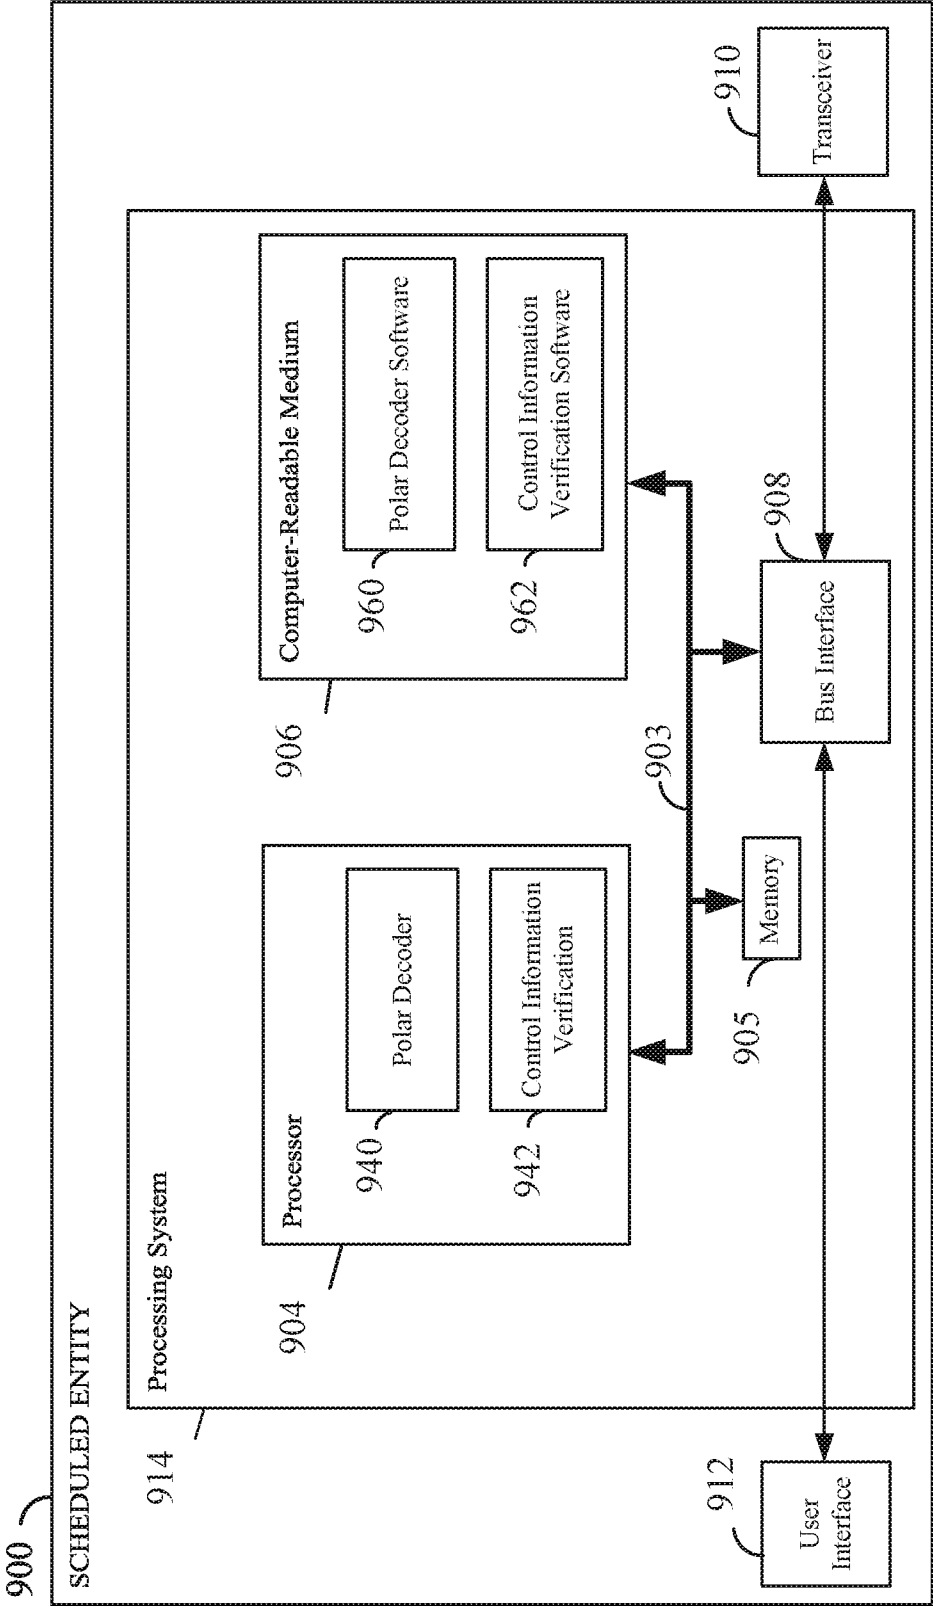 900
SCHEDULED ENTITY
914
Processing System
904
Processor
940
Polar Decoder
942
Control Information
Verification
906
Computer-Readable Medium
960
Polar Decoder Software
962
Control Information
Verification Software
903
905
Memory
908
Bus Interface
912
User
Interface
910
Transceiver